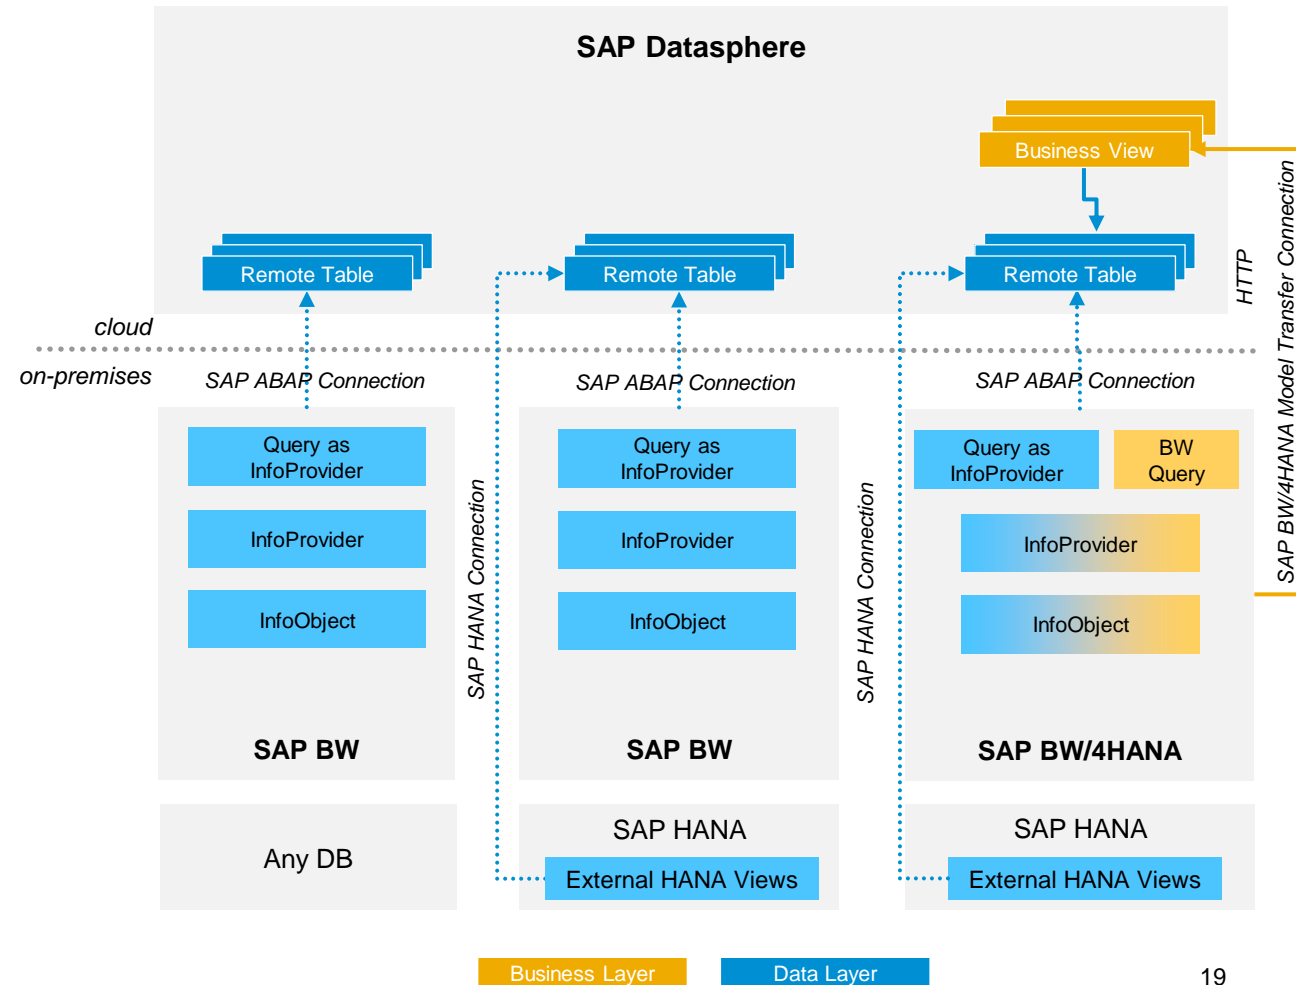 SAP Datasphere
Business View
Remote Table
Remote Table
Remote Table
HTTP
SAP BW/4HANA Model Transfer Connection
cloud
on-premises
SAP ABAP Connection
SAP ABAP Connection
SAP ABAP Connection
Query as
InfoProvider
InfoProvider
InfoObject
SAP BW
Any DB
SAP HANA Connection
Query as
InfoProvider
InfoProvider
InfoObject
SAP BW
SAP HANA
External HANA Views
SAP HANA Connection
Query as
InfoProvider
BW
Query
InfoProvider
InfoObject
SAP BW/4HANA
SAP HANA
External HANA Views
Business Layer
Data Layer
19